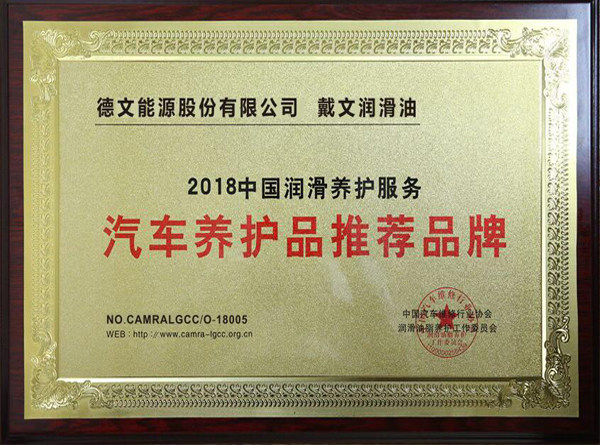 德文能源股份有限公司 戴文润滑油
2018中国润滑养护服务
汽车养护品推荐品牌
NO.CAMRALGCC/O-18005
WEB：http://www.camra-lgcc.org.cn
中国汽车维修行业协会
润滑油脂养护工作委员会